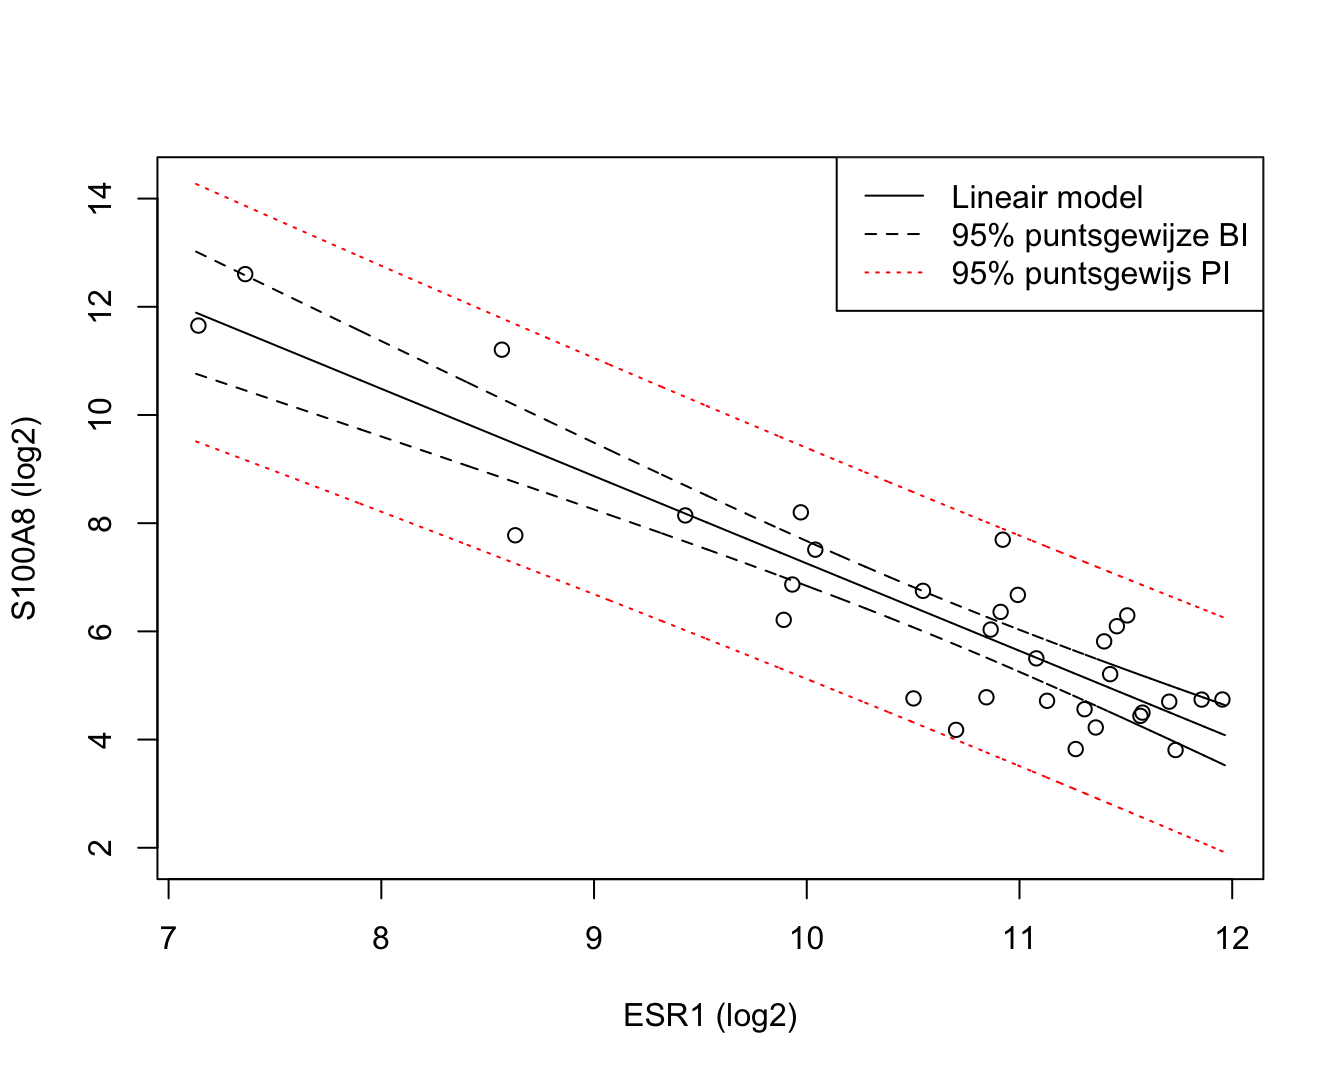 Lineair model
95% puntsgewijze BI
95% puntsgewijs PI
14
12
10
8
6
4
2
S100A8 (log2)
7 8 9 10 11 12
ESR1 (log2)